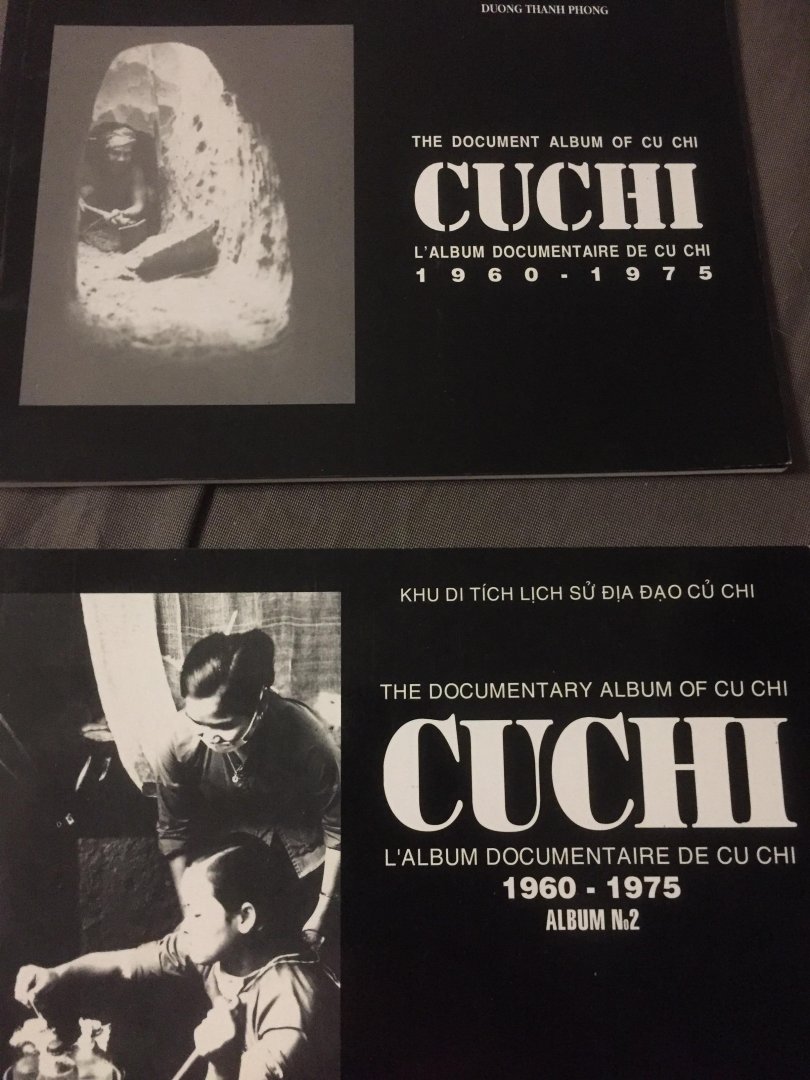 DUONG THANH PHONG
THE DOCUMENT ALBUM OF CU CHI
CUCHI
L'ALBUM DOCUMENTAIRE DE CU CHI
1960-1975
KHU DI TÍCH LỊCH SỬ ĐỊA ĐẠO CỦ CHI
THE DOCUMENTARY ALBUM OF CU CHI
CUCHI
L'ALBUM DOCUMENTAIRE DE CU CHI
1960 - 1975
ALBUM No2